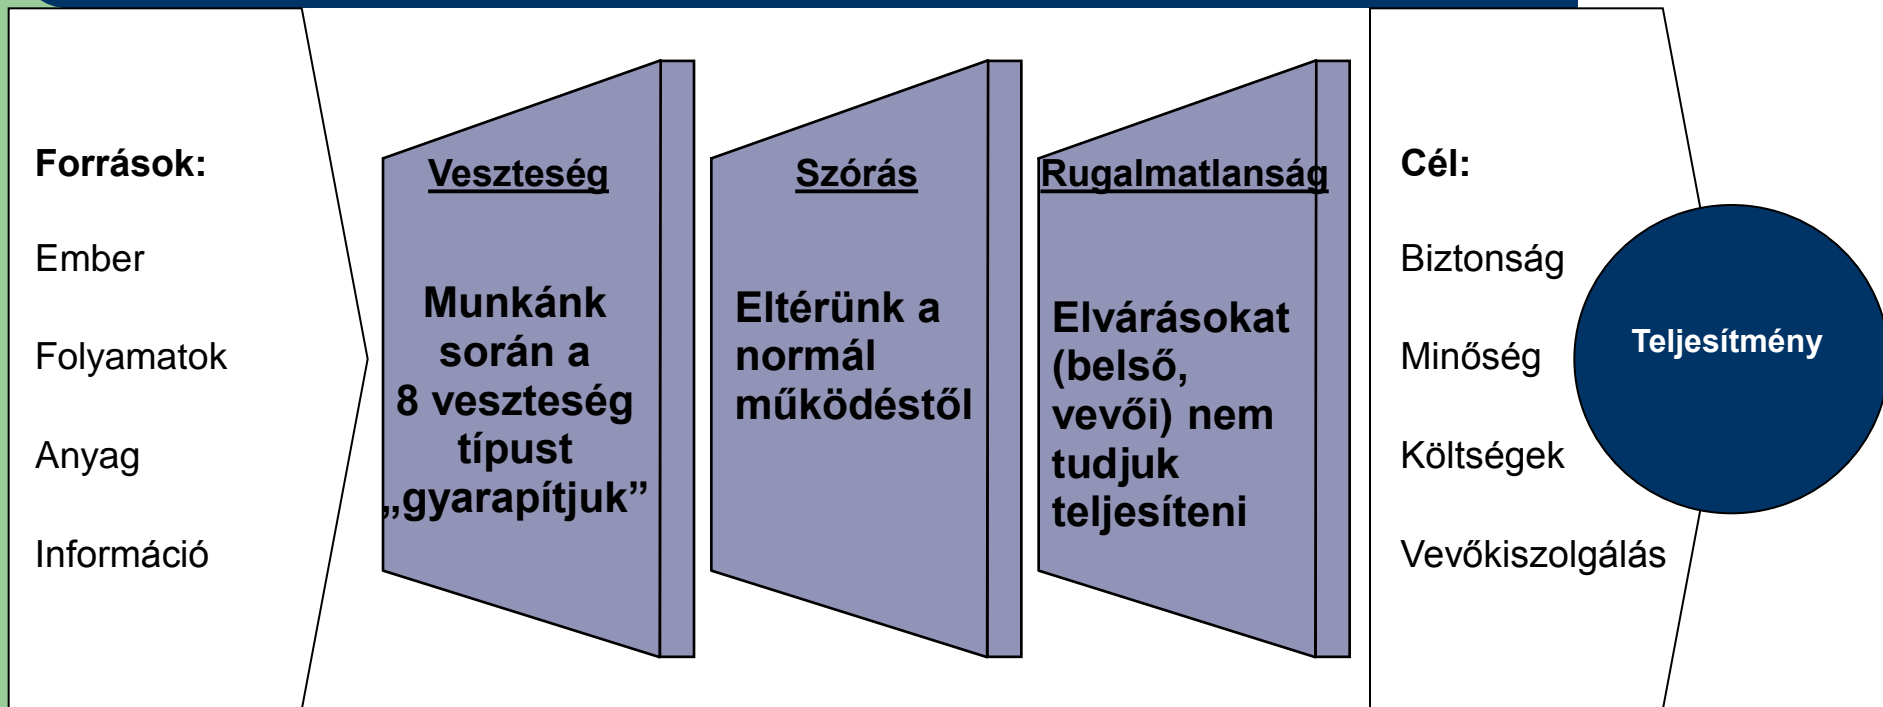 Források:
Ember
Folyamatok
Anyag
Információ
Veszteség
Munkánk
során a
8 veszteség
típust
„gyarapítjuk”
Szórás
Eltérünk a
normál
működéstől
Rugalmatlanság
Elvárásokat
(belső,
vevői) nem
tudjuk
teljesíteni
Cél:
Biztonság
Minőség
Költségek
Vevőkiszolgálás
Teljesítmény